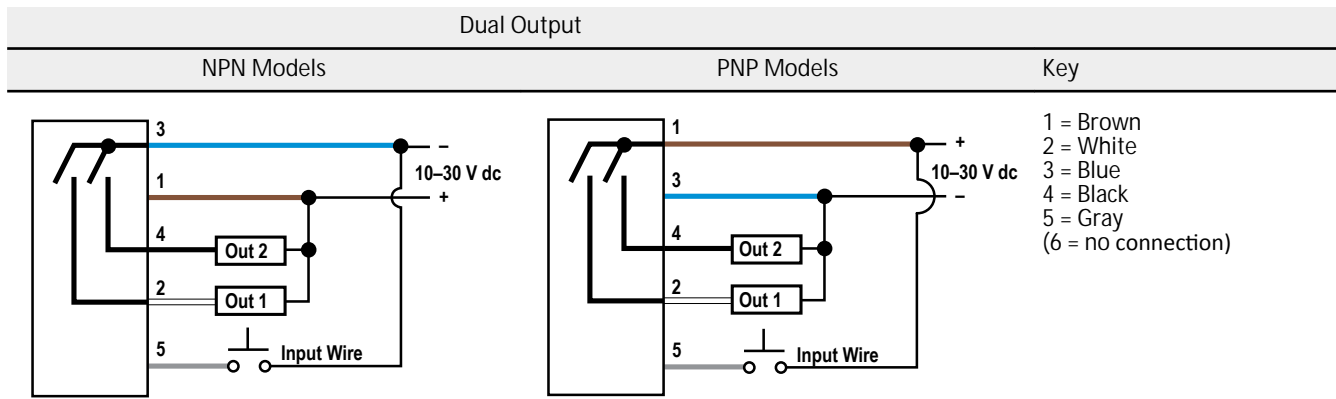 Dual Output
NPN Models
PNP Models
Key
3
–
10–30 V dc
1
+
4
Out 2
2
Out 1
5
Input Wire
1
+
10–30 V dc
3
–
4
Out 2
2
Out 1
5
Input Wire
1 = Brown
2 = White
3 = Blue
4 = Black
5 = Gray
(6 = no connection)